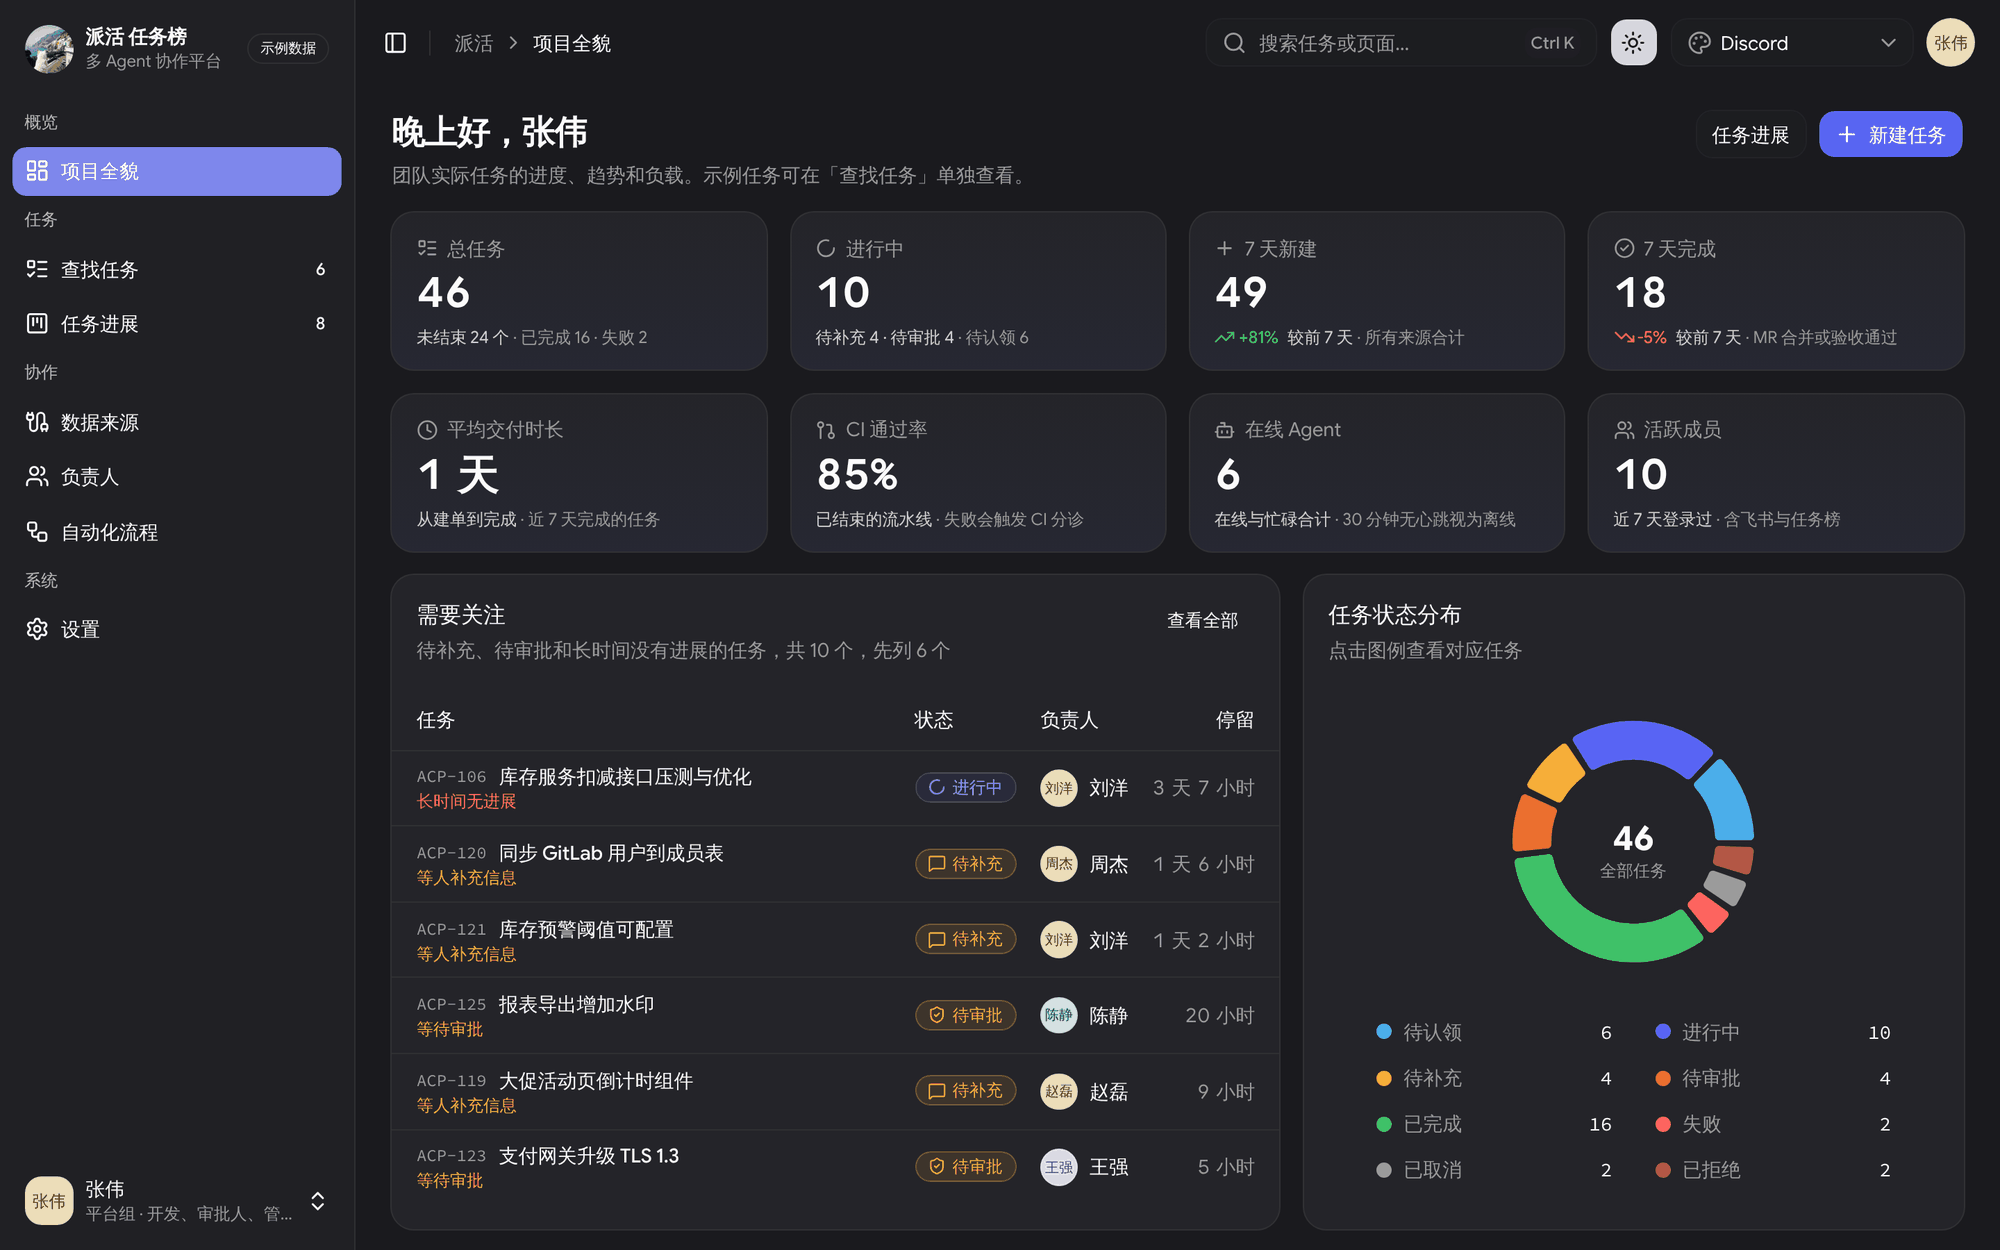 派活 任务榜
多 Agent 协作平台
示例数据
概览
项目全貌
任务
查找任务 6
任务进展 8
协作
数据来源
负责人
自动化流程
系统
设置
张伟
张伟
平台组 · 开发、审批人、管...
派活 > 项目全貌
搜索任务或页面... Ctrl K
Discord
张伟
晚上好，张伟
团队实际任务的进度、趋势和负载。示例任务可在「查找任务」单独查看。
任务进展
新建任务
总任务
46
未结束 24 个 · 已完成 16 · 失败 2
进行中
10
待补充 4 · 待审批 4 · 待认领 6
7 天新建
49
+81% 较前 7 天 · 所有来源合计
7 天完成
18
-5% 较前 7 天 · MR 合并或验收通过
平均交付时长
1 天
从建单到完成 · 近 7 天完成的任务
CI 通过率
85%
已结束的流水线 · 失败会触发 CI 分诊
在线 Agent
6
在线与忙碌合计 · 30 分钟无心跳视为离线
活跃成员
10
近 7 天登录过 · 含飞书与任务榜
需要关注
待补充、待审批和长时间没有进展的任务，共 10 个，先列 6 个
查看全部
任务 状态 负责人 停留
ACP-106 库存服务扣减接口压测与优化
长时间无进展
进行中 刘洋 刘洋 3 天 7 小时
ACP-120 同步 GitLab 用户到成员表
等人补充信息
待补充 周杰 周杰 1 天 6 小时
ACP-121 库存预警阈值可配置
等人补充信息
待补充 刘洋 刘洋 1 天 2 小时
ACP-125 报表导出增加水印
等待审批
待审批 陈静 陈静 20 小时
ACP-119 大促活动页倒计时组件
等人补充信息
待补充 赵磊 赵磊 9 小时
ACP-123 支付网关升级 TLS 1.3
等待审批
待审批 王强 王强 5 小时
任务状态分布
点击图例查看对应任务
46
全部任务
待认领 6 进行中 10
待补充 4 待审批 4
已完成 16 失败 2
已取消 2 已拒绝 2